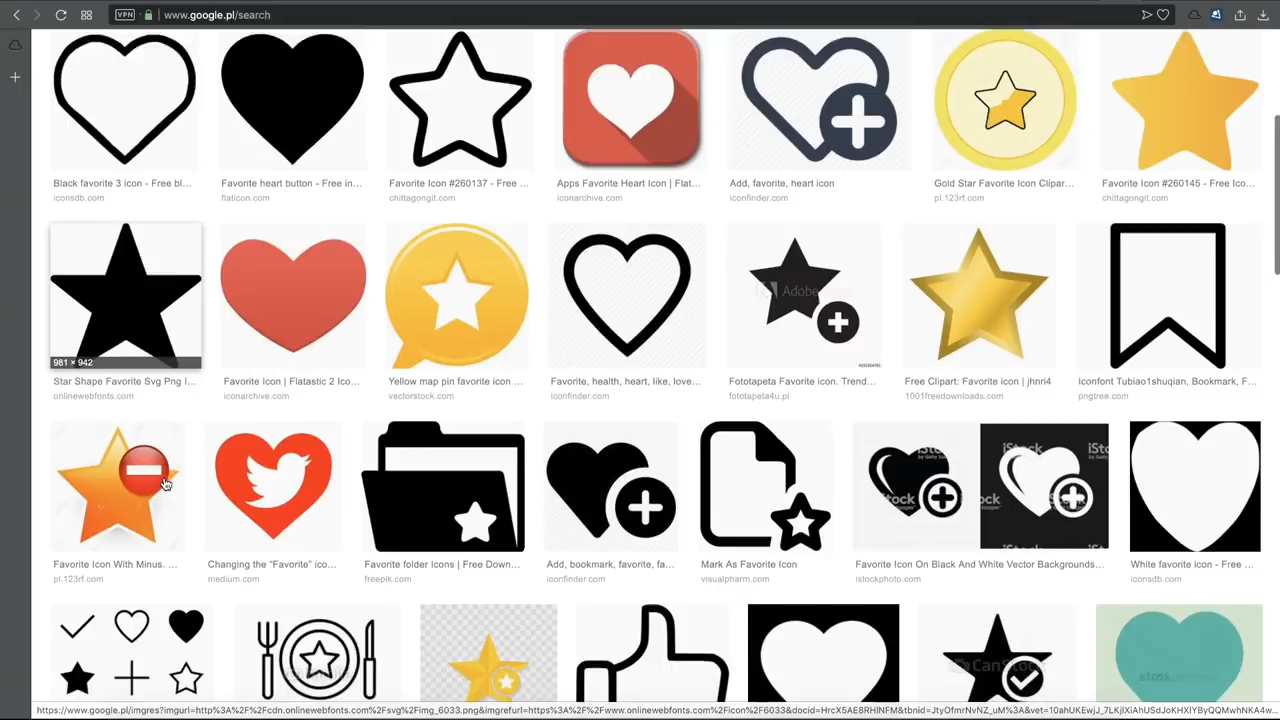 VPN www.google.pl/search
Black favorite 3 icon - Free bl...
iconsdb.com
Favorite heart button - Free in...
flaticon.com
Favorite Icon #260137 - Free ...
chittagongit.com
Apps Favorite Heart Icon | Flat...
iconarchive.com
Add, favorite, heart icon
iconfinder.com
Gold Star Favorite Icon Clipar...
pl.123rf.com
Favorite Icon #260145 - Free Ico...
chittagongit.com
981 × 942
Adobe
Star Shape Favorite Svg Png I...
onlinewebfonts.com
Favorite Icon | Flatastic 2 Ico...
iconarchive.com
Yellow map pin favorite icon ...
vectorstock.com
Favorite, health, heart, like, love...
iconfinder.com
Fototapeta Favorite icon. Trend...
fototapeta4u.pl
Free Clipart: Favorite icon | jhnri4
1001freedownloads.com
Iconfont Tubiao1shuqian, Bookmark, F...
pngtree.com
iStock
iStock
Favorite Icon With Minus. ...
pl.123rf.com
Changing the “Favorite” ico...
medium.com
Favorite folder Icons | Free Down...
freepik.com
Add, bookmark, favorite, fa...
iconfinder.com
Mark As Favorite Icon
visualpharm.com
Favorite Icon On Black And White Vector Backgrounds...
istockphoto.com
White favorite icon - Free ...
iconsdb.com
CanStock